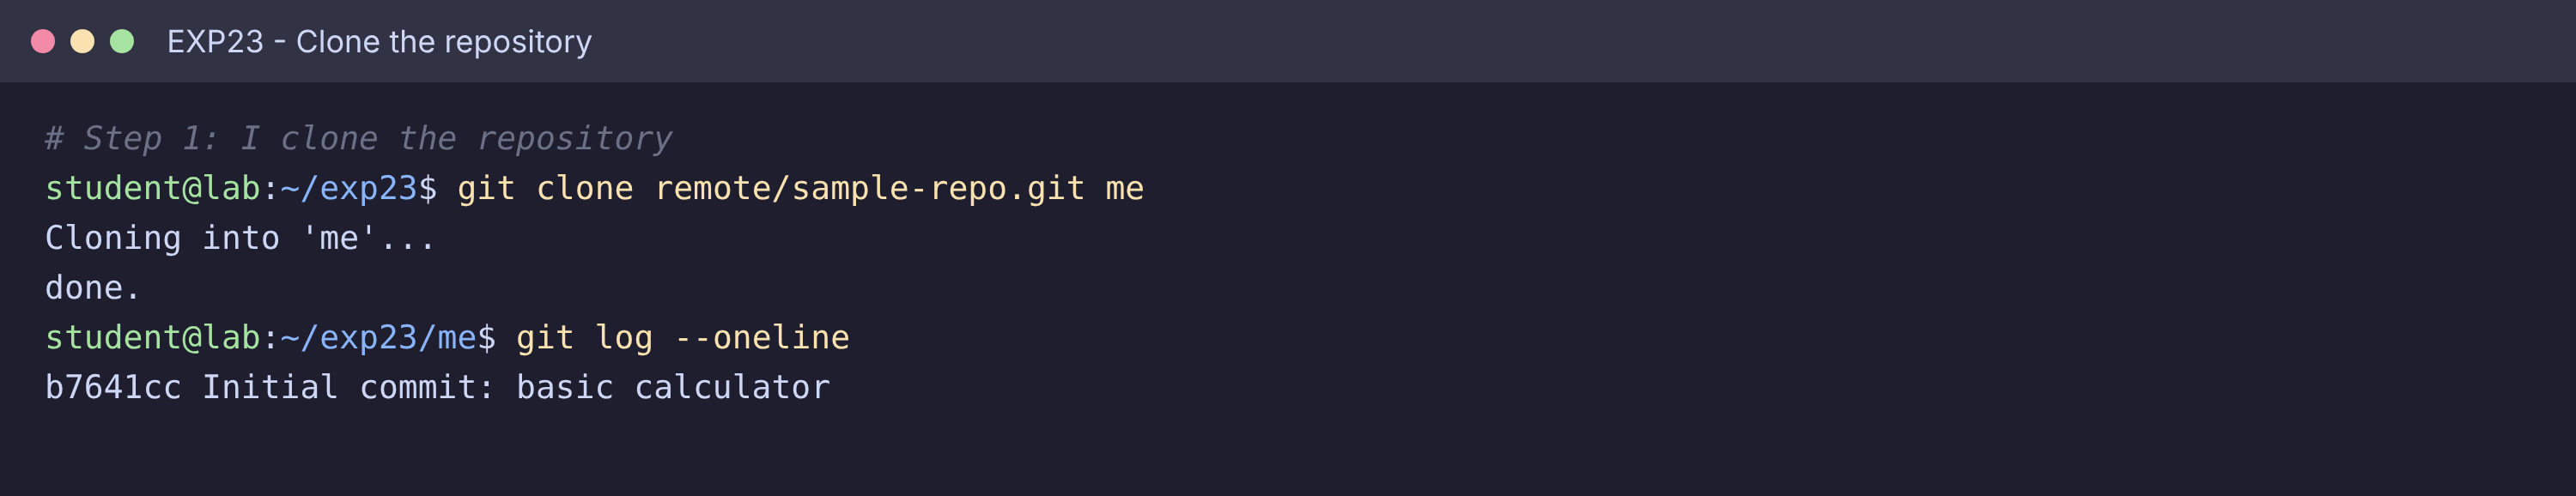 EXP23 - Clone the repository
# Step 1: I clone the repository
student@lab:~/exp23$ git clone remote/sample-repo.git me
Cloning into 'me'...
done.
student@lab:~/exp23/me$ git log --oneline
b7641cc Initial commit: basic calculator